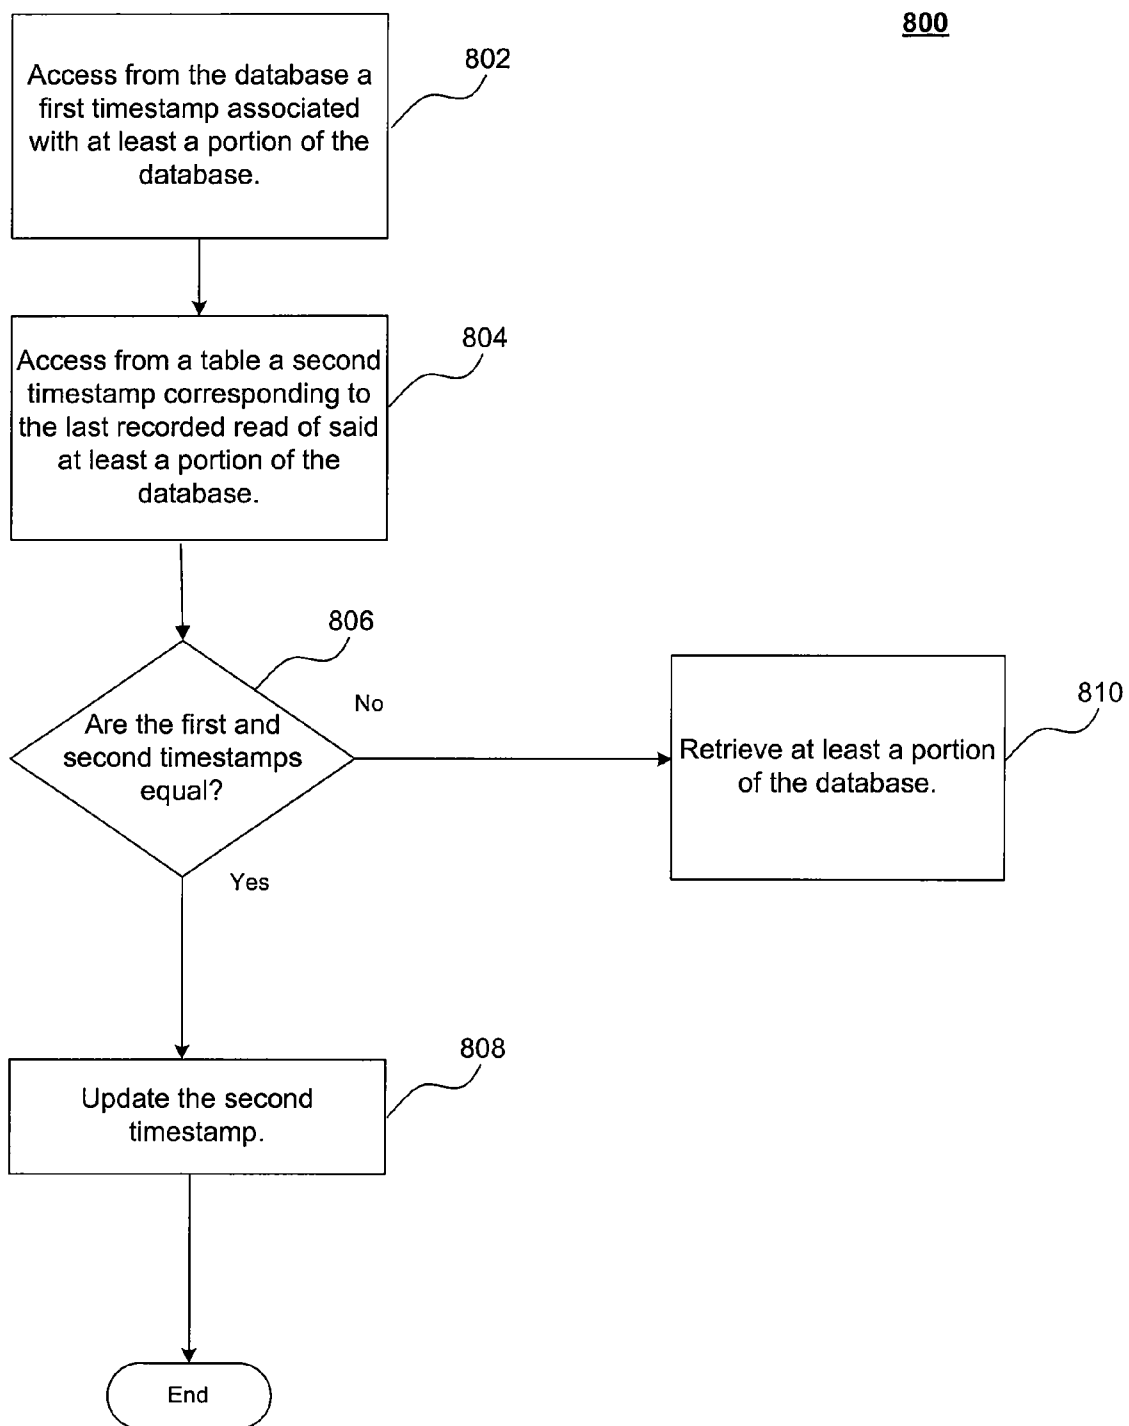 800
Access from the database a
first timestamp associated
with at least a portion of the
database.
802
Access from a table a second
timestamp corresponding to
the last recorded read of said
at least a portion of the
database.
804
806
Are the first and
second timestamps
equal?
No
Retrieve at least a portion
of the database.
810
Yes
Update the second
timestamp.
808
End